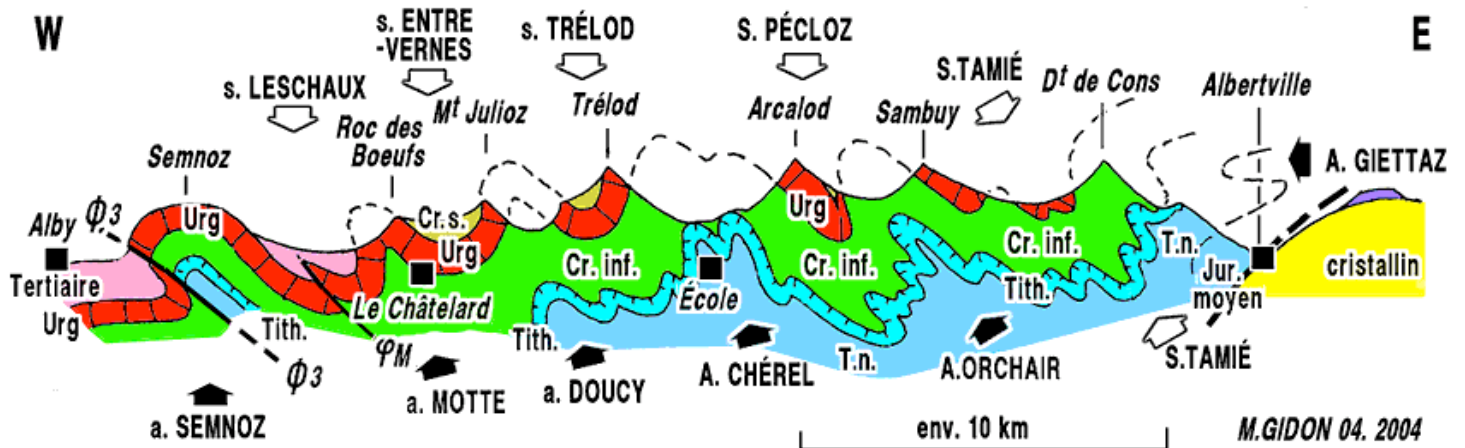 W
E
s. ENTRE
-VERNES
s. TRÉLOD
S. PÉCLOZ
S.TAMIÉ
Dt de Cons
Albertville
s. LESCHAUX
Mt Julioz
Trélod
Arcalod
Sambuy
Roc des
Boeufs
Semnoz
A. GIETTAZ
Alby
ϕ3
Urg
Cr.s.
Urg
Urg
Tertiaire
Urg
Cr. inf.
Cr. inf.
Cr. inf.
T.n.
Jur.
moyen
cristallin
Le Châtelard
École
Tith.
Tith.
Tith.
T.n.
φM
ϕ3
a. SEMNOZ
a. MOTTE
a. DOUCY
A. CHÉREL
A.ORCHAIR
S.TAMIÉ
env. 10 km
M.GIDON 04. 2004